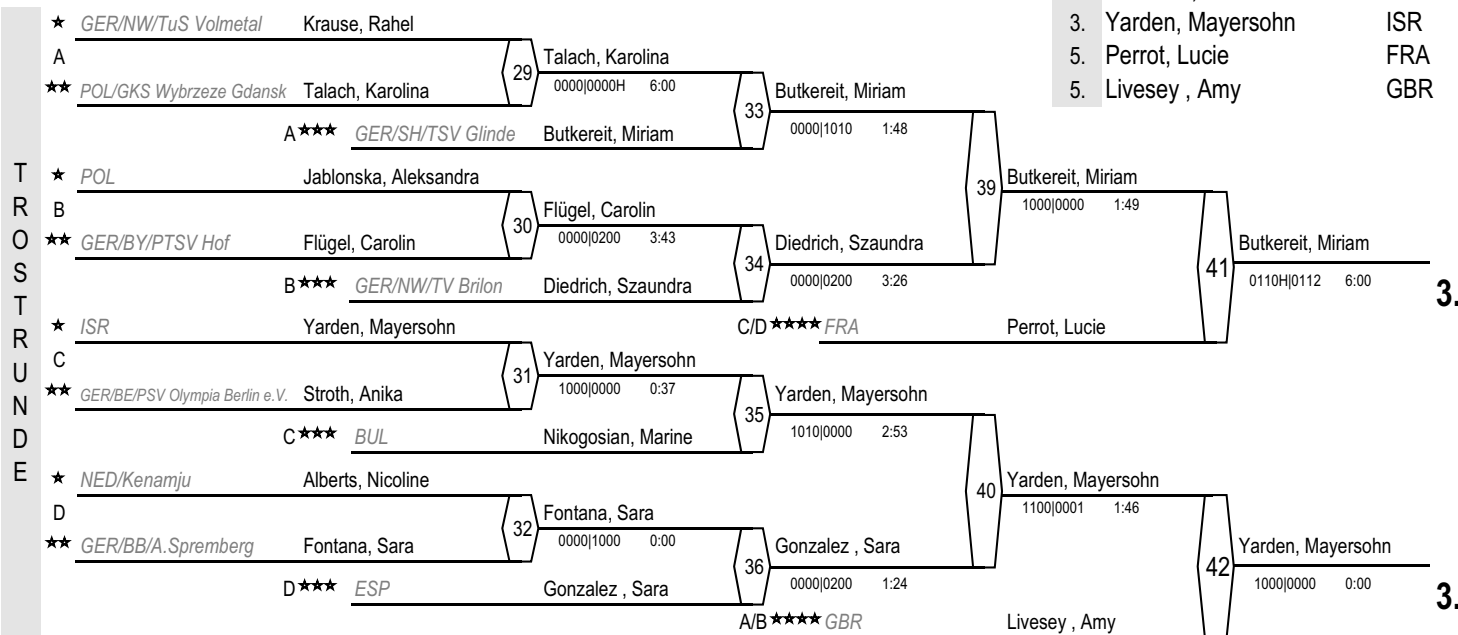 3. Yarden, Mayersohn ISR
5. Perrot, Lucie FRA
5. Livesey , Amy GBR
TROSTRUNDE
★ GER/NW/TuS Volmetal Krause, Rahel
A
29
Talach, Karolina
0000|0000H 6:00
★★ POL/GKS Wybrzeze Gdansk Talach, Karolina
33
Butkereit, Miriam
0000|1010 1:48
A★★★ GER/SH/TSV Glinde Butkereit, Miriam
★ POL Jablonska, Aleksandra
39
Butkereit, Miriam
1000|0000 1:49
B
30
Flügel, Carolin
0000|0200 3:43
★★ GER/BY/PTSV Hof Flügel, Carolin
34
Diedrich, Szaundra
0000|0200 3:26
41
Butkereit, Miriam
0110H|0112 6:00
3.
B★★★ GER/NW/TV Brilon Diedrich, Szaundra
★ ISR Yarden, Mayersohn
C/D★★★★ FRA Perrot, Lucie
C
31
Yarden, Mayersohn
1000|0000 0:37
★★ GER/BE/PSV Olympia Berlin e.V. Stroth, Anika
35
Yarden, Mayersohn
1010|0000 2:53
C★★★ BUL Nikogosian, Marine
★ NED/Kenamju Alberts, Nicoline
40
Yarden, Mayersohn
1100|0001 1:46
D
32
Fontana, Sara
0000|1000 0:00
★★ GER/BB/A.Spremberg Fontana, Sara
36
Gonzalez , Sara
0000|0200 1:24
42
Yarden, Mayersohn
1000|0000 0:00
3.
D★★★ ESP Gonzalez , Sara
A/B★★★★ GBR Livesey , Amy